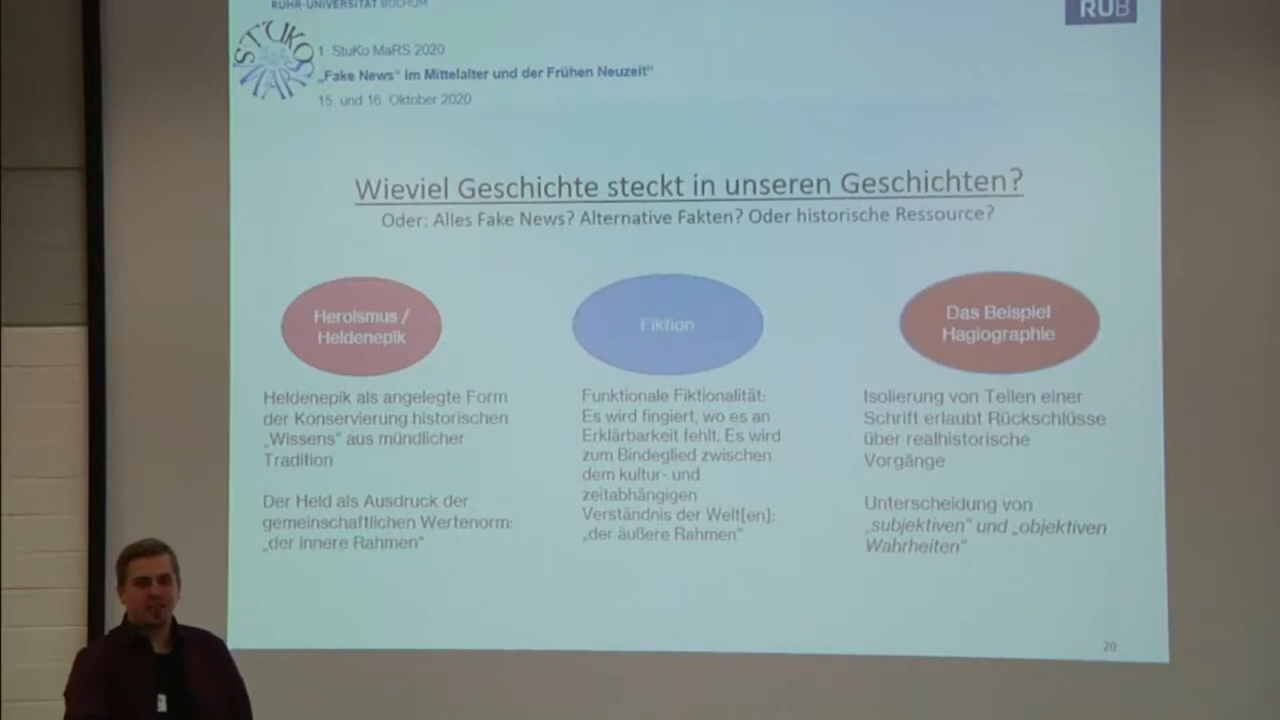 RUHR-UNIVERSITÄT BOCHUM
RUB
STUKO
MARS
1. StuKo MaRS 2020
„Fake News“ im Mittelalter und der Frühen Neuzeit“
15. und 16. Oktober 2020
Wieviel Geschichte steckt in unseren Geschichten?
Oder: Alles Fake News? Alternative Fakten? Oder historische Ressource?
Heroismus /
Heldenepik
Heldenepik als angelegte Form
der Konservierung historischen
„Wissens“ aus mündlicher
Tradition
Der Held als Ausdruck der
gemeinschaftlichen Wertenorm:
„der innere Rahmen“
Fiktion
Funktionale Fiktionalität:
Es wird fingiert, wo es an
Erklärbarkeit fehlt. Es wird
zum Bindeglied zwischen
dem kultur- und
zeitabhängigen
Verständnis der Welt[en]:
„der äußere Rahmen“
Das Beispiel
Hagiographie
Isolierung von Teilen einer
Schrift erlaubt Rückschlüsse
über realhistorische
Vorgänge
Unterscheidung von
„subjektiven“ und „objektiven
Wahrheiten“
20